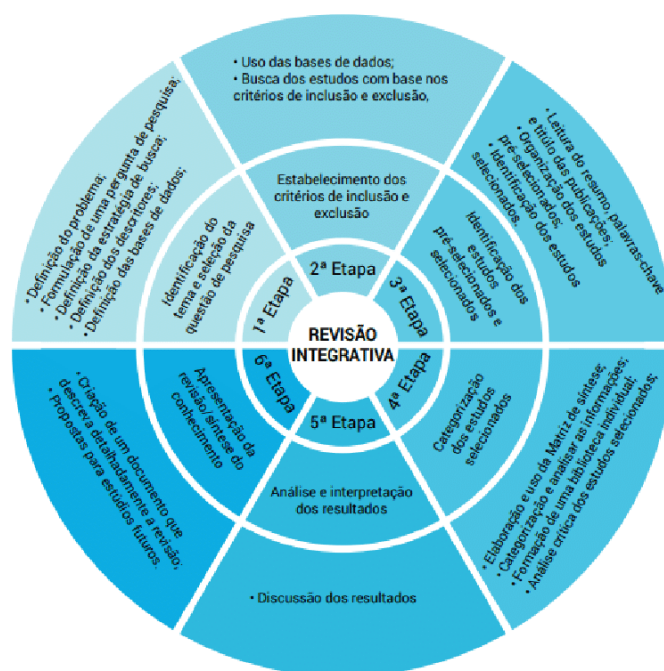 REVISÃO
INTEGRATIVA
1ª Etapa
Identificação do
tema e seleção da
questão de pesquisa
• Definição do problema;
• Formulação de uma pergunta de pesquisa;
• Definição da estratégia de busca;
• Definição dos descritores;
• Definição das bases de dados;
2ª Etapa
Estabelecimento dos
critérios de inclusão e
exclusão
• Uso das bases de dados;
• Busca dos estudos com base nos
critérios de inclusão e exclusão,
3ª Etapa
Identificação dos
estudos
pré-selecionados e
selecionados
• Leitura do resumo, palavras-chave
e título das publicações;
• Organização dos estudos
pré-selecionados;
• Identificação dos estudos
selecionados.
4ª Etapa
Categorização
dos estudos
selecionados
• Elaboração e uso da Matriz de síntese;
• Categorização e analisar as informações;
• Formação de uma biblioteca individual;
• Análise crítica dos estudos selecionados;
5ª Etapa
Análise e interpretação
dos resultados
• Discussão dos resultados
6ª Etapa
Apresentação da
revisão/síntese do
conhecimento
• Criação de um documento que
descreva detalhadamente a revisão;
• Propostas para estúdios futuros.